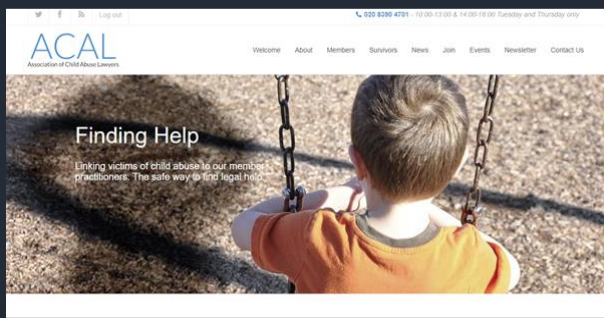 Log out
020 8390 4701 - 10:00-13:00 & 14:00-16:00 Tuesday and Thursday only
ACAL
Association of Child Abuse Lawyers
Welcome About Members Survivors News Join Events Newsletter Contact Us
Finding Help
Linking victims of child abuse to our member
practitioners. The safe way to find legal help.